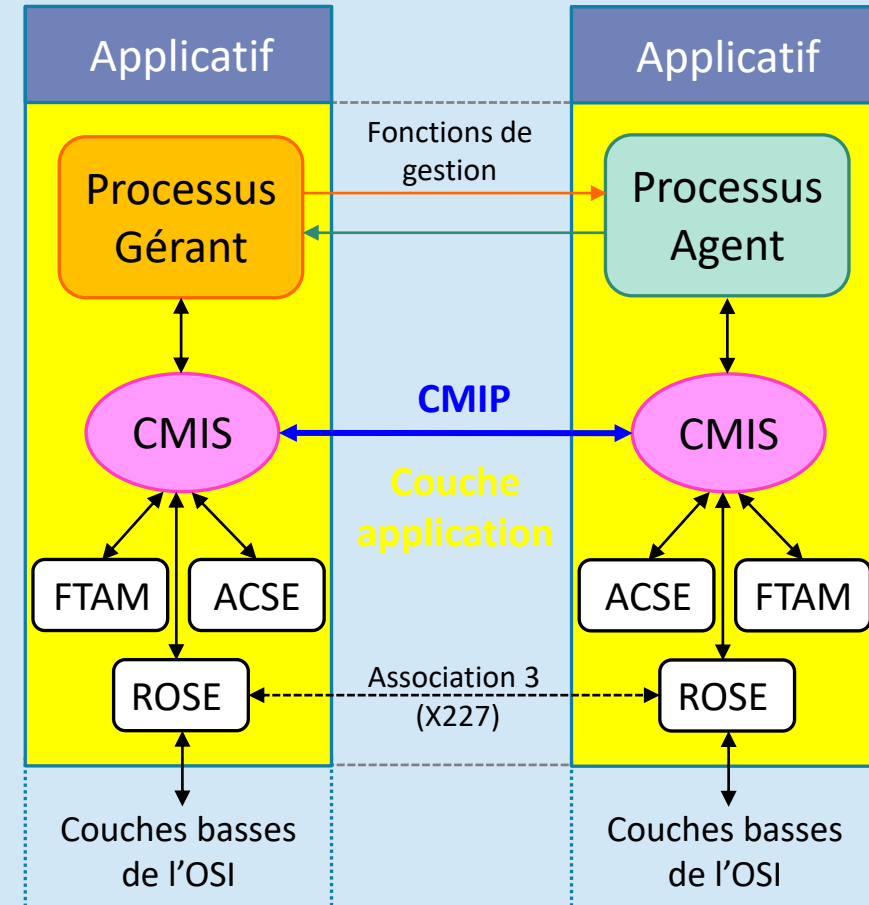 Applicatif
Applicatif
Fonctions de
gestion
Processus
Gérant
Processus
Agent
CMIP
CMIS
CMIS
Couche
application
FTAM
ACSE
ACSE
FTAM
Association 3
(X227)
ROSE
ROSE
Couches basses
de l’OSI
Couches basses
de l’OSI